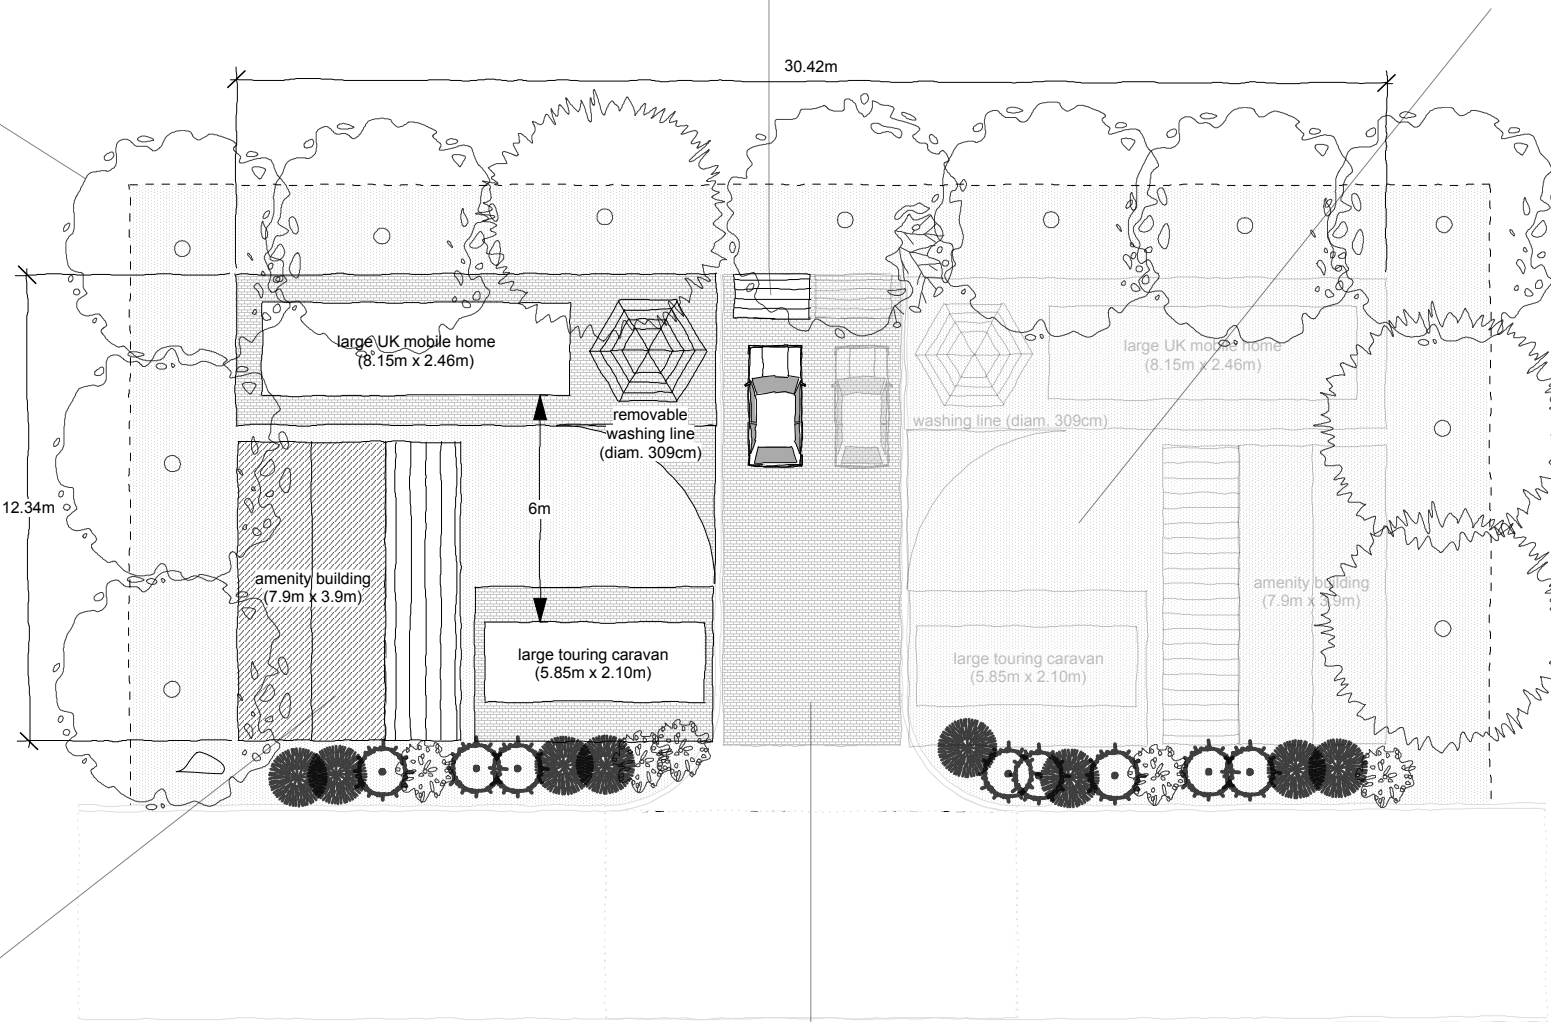 30.42m
large UK mobile home
(8.15m x 2.46m)
large UK mobile home
(8.15m x 2.46m)
removable
washing line
(diam. 309cm)
washing line (diam. 309cm)
12.34m
6m
amenity building
(7.9m x 3.9m)
amenity building
(7.9m x 3.9m)
large touring caravan
(5.85m x 2.10m)
large touring caravan
(5.85m x 2.10m)